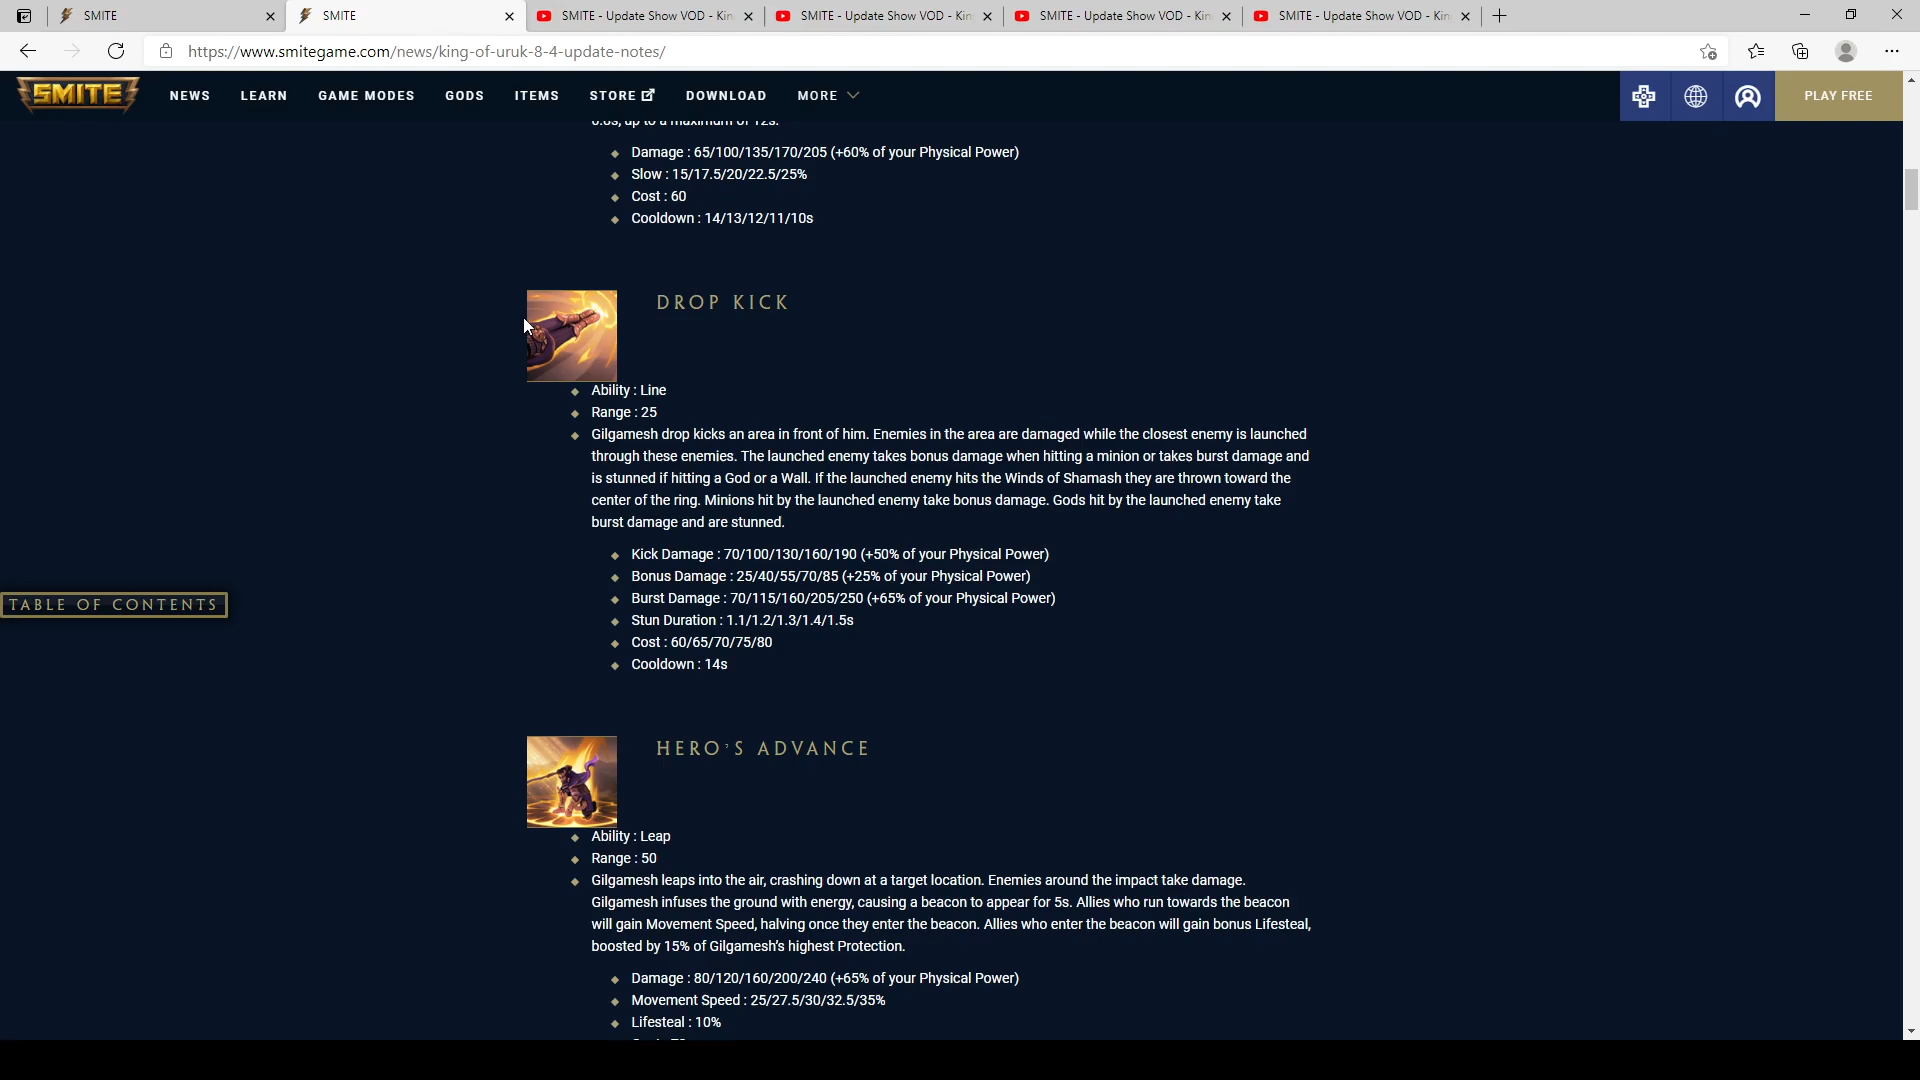 SMITE
SMITE
SMITE - Update Show VOD - Kin
SMITE - Update Show VOD - Kin
SMITE - Update Show VOD - Kin
SMITE - Update Show VOD - Kin
https://www.smitegame.com/news/king-of-uruk-8-4-update-notes/
SMITE NEWS LEARN GAME MODES GODS ITEMS STORE DOWNLOAD MORE PLAY FREE
0.8s, up to a maximum of 12s.
Damage : 65/100/135/170/205 (+60% of your Physical Power)
Slow : 15/17.5/20/22.5/25%
Cost : 60
Cooldown : 14/13/12/11/10s
DROP KICK
Ability : Line
Range : 25
Gilgamesh drop kicks an area in front of him. Enemies in the area are damaged while the closest enemy is launched
through these enemies. The launched enemy takes bonus damage when hitting a minion or takes burst damage and
is stunned if hitting a God or a Wall. If the launched enemy hits the Winds of Shamash they are thrown toward the
center of the ring. Minions hit by the launched enemy take bonus damage. Gods hit by the launched enemy take
burst damage and are stunned.
Kick Damage : 70/100/130/160/190 (+50% of your Physical Power)
Bonus Damage : 25/40/55/70/85 (+25% of your Physical Power)
Burst Damage : 70/115/160/205/250 (+65% of your Physical Power)
TABLE OF CONTENTS
Stun Duration : 1.1/1.2/1.3/1.4/1.5s
Cost : 60/65/70/75/80
Cooldown : 14s
HERO'S ADVANCE
Ability : Leap
Range : 50
Gilgamesh leaps into the air, crashing down at a target location. Enemies around the impact take damage.
Gilgamesh infuses the ground with energy, causing a beacon to appear for 5s. Allies who run towards the beacon
will gain Movement Speed, halving once they enter the beacon. Allies who enter the beacon will gain bonus Lifesteal,
boosted by 15% of Gilgamesh's highest Protection.
Damage : 80/120/160/200/240 (+65% of your Physical Power)
Movement Speed : 25/27.5/30/32.5/35%
Lifesteal : 10%